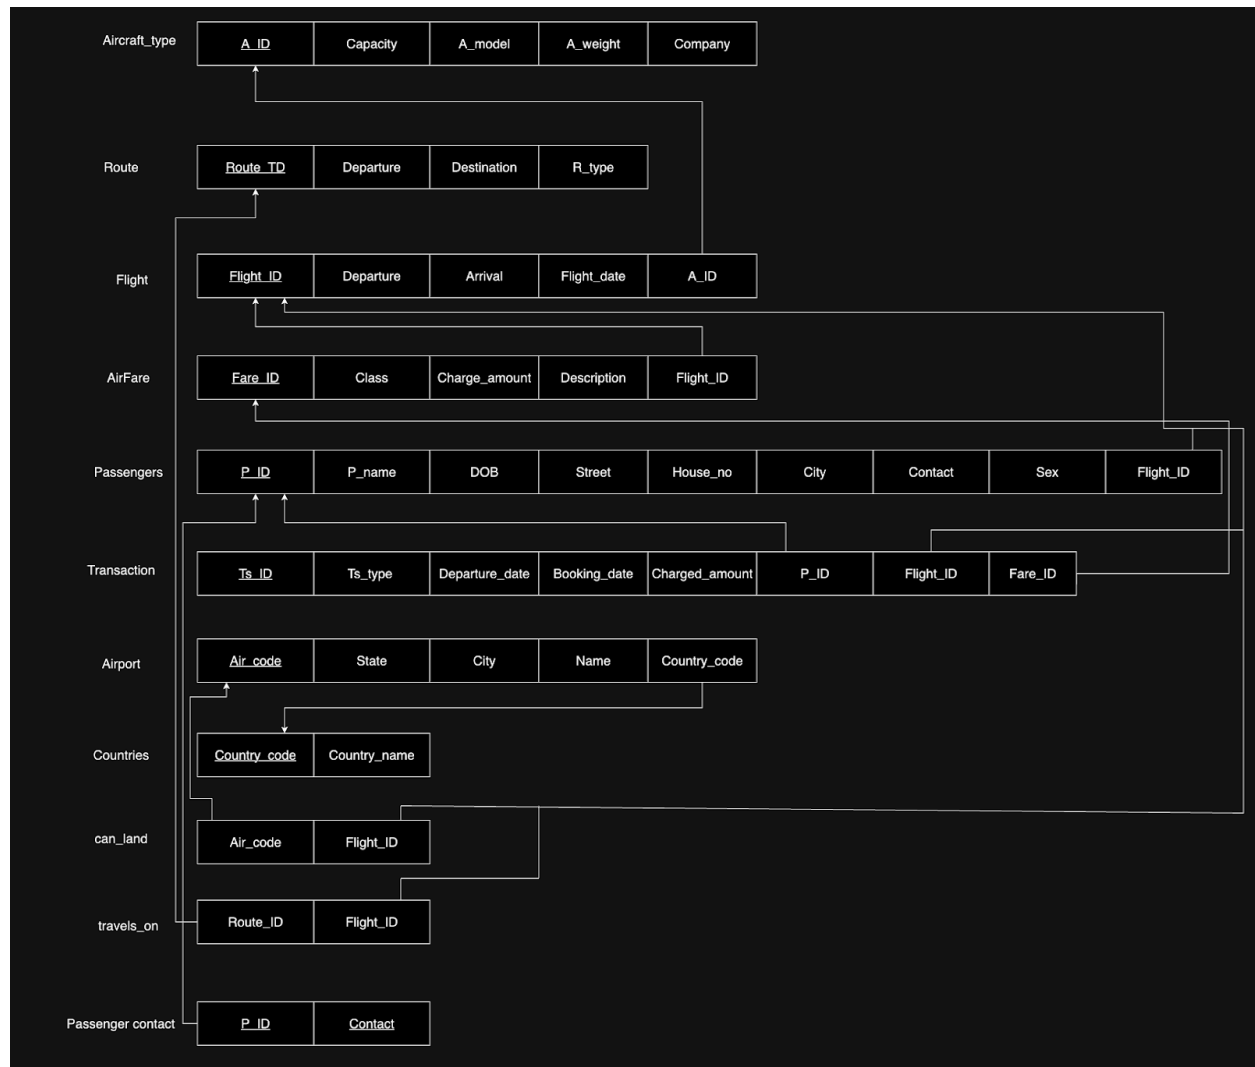 Aircraft_type A_ID Capacity A_model A_weight Company
Route Route_TD Departure Destination R_type
Flight Flight_ID Departure Arrival Flight_date A_ID
AirFare Fare_ID Class Charge_amount Description Flight_ID
Passengers P_ID P_name DOB Street House_no City Contact Sex Flight_ID
Transaction Ts_ID Ts_type Departure_date Booking_date Charged_amount P_ID Flight_ID Fare_ID
Airport Air_code State City Name Country_code
Countries Country_code Country_name
can_land Air_code Flight_ID
travels_on Route_ID Flight_ID
Passenger contact P_ID Contact